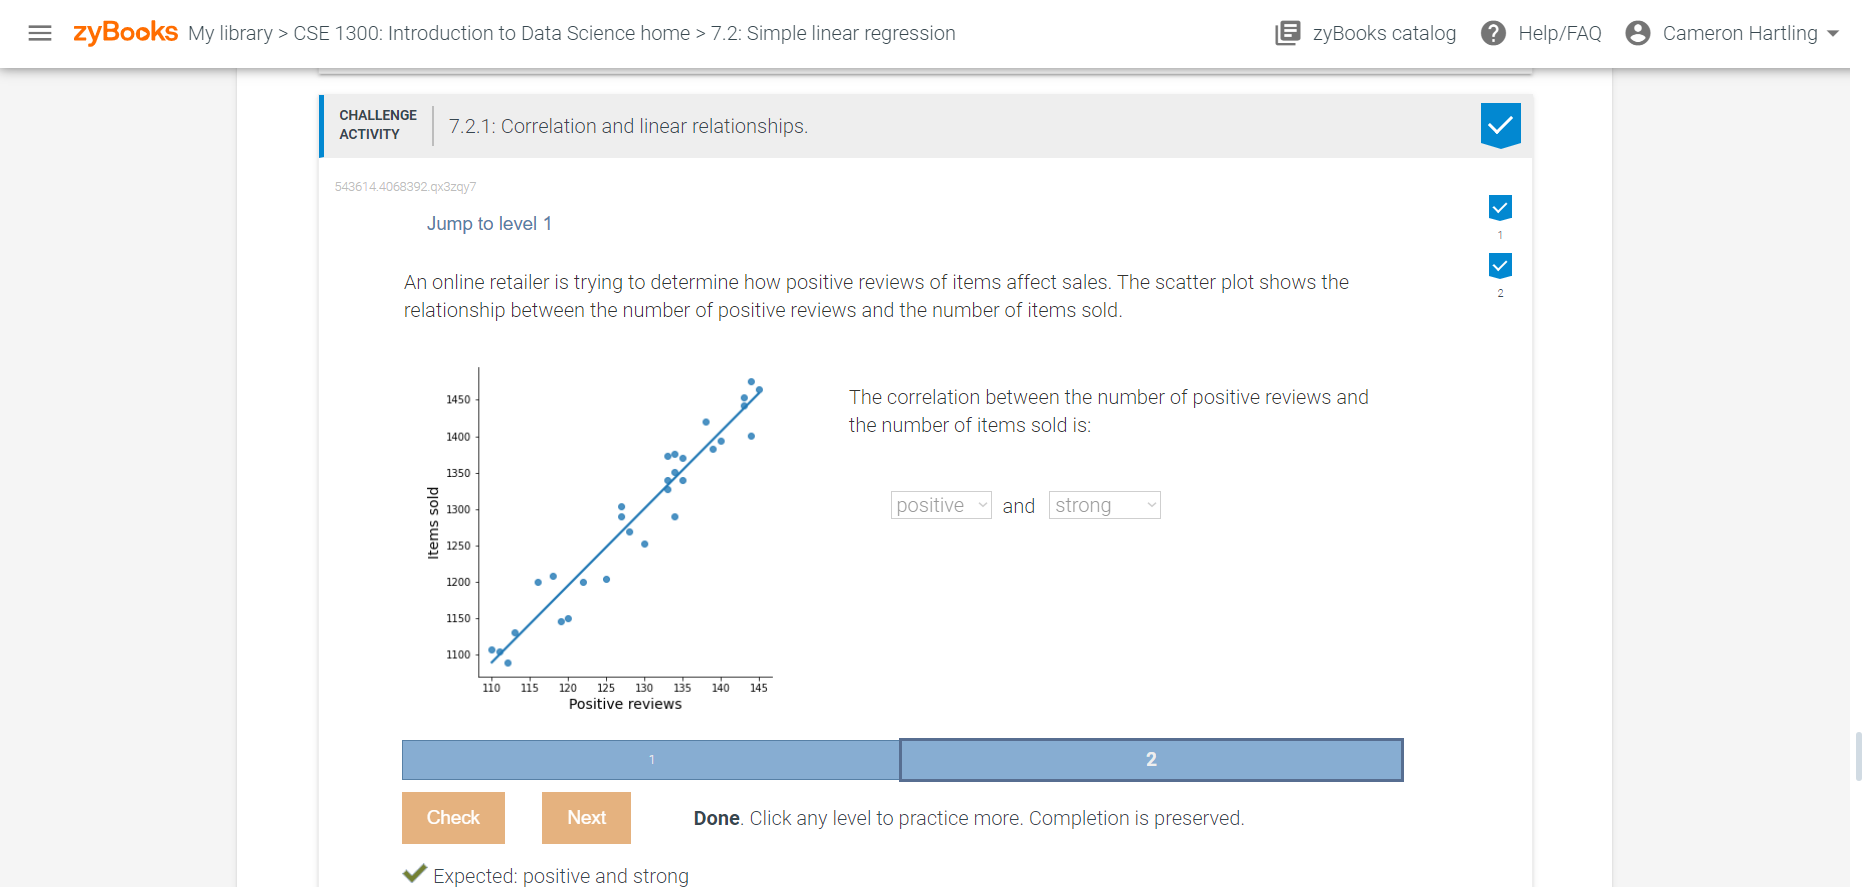 zyBooks My library > CSE 1300: Introduction to Data Science home > 7.2: Simple linear regression
zyBooks catalog
? Help/FAQ
Cameron Hartling
CHALLENGE
ACTIVITY
7.2.1: Correlation and linear relationships.
543614.4068392.qx3zqy7
Jump to level 1
1
2
An online retailer is trying to determine how positive reviews of items affect sales. The scatter plot shows the
relationship between the number of positive reviews and the number of items sold.
1450
1400
1350
1300
1250
1200
1150
1100
Items sold
110 115 120 125 130 135 140 145
Positive reviews
The correlation between the number of positive reviews and
the number of items sold is:
positive and strong
1
2
Check
Next
Done. Click any level to practice more. Completion is preserved.
Expected: positive and strong